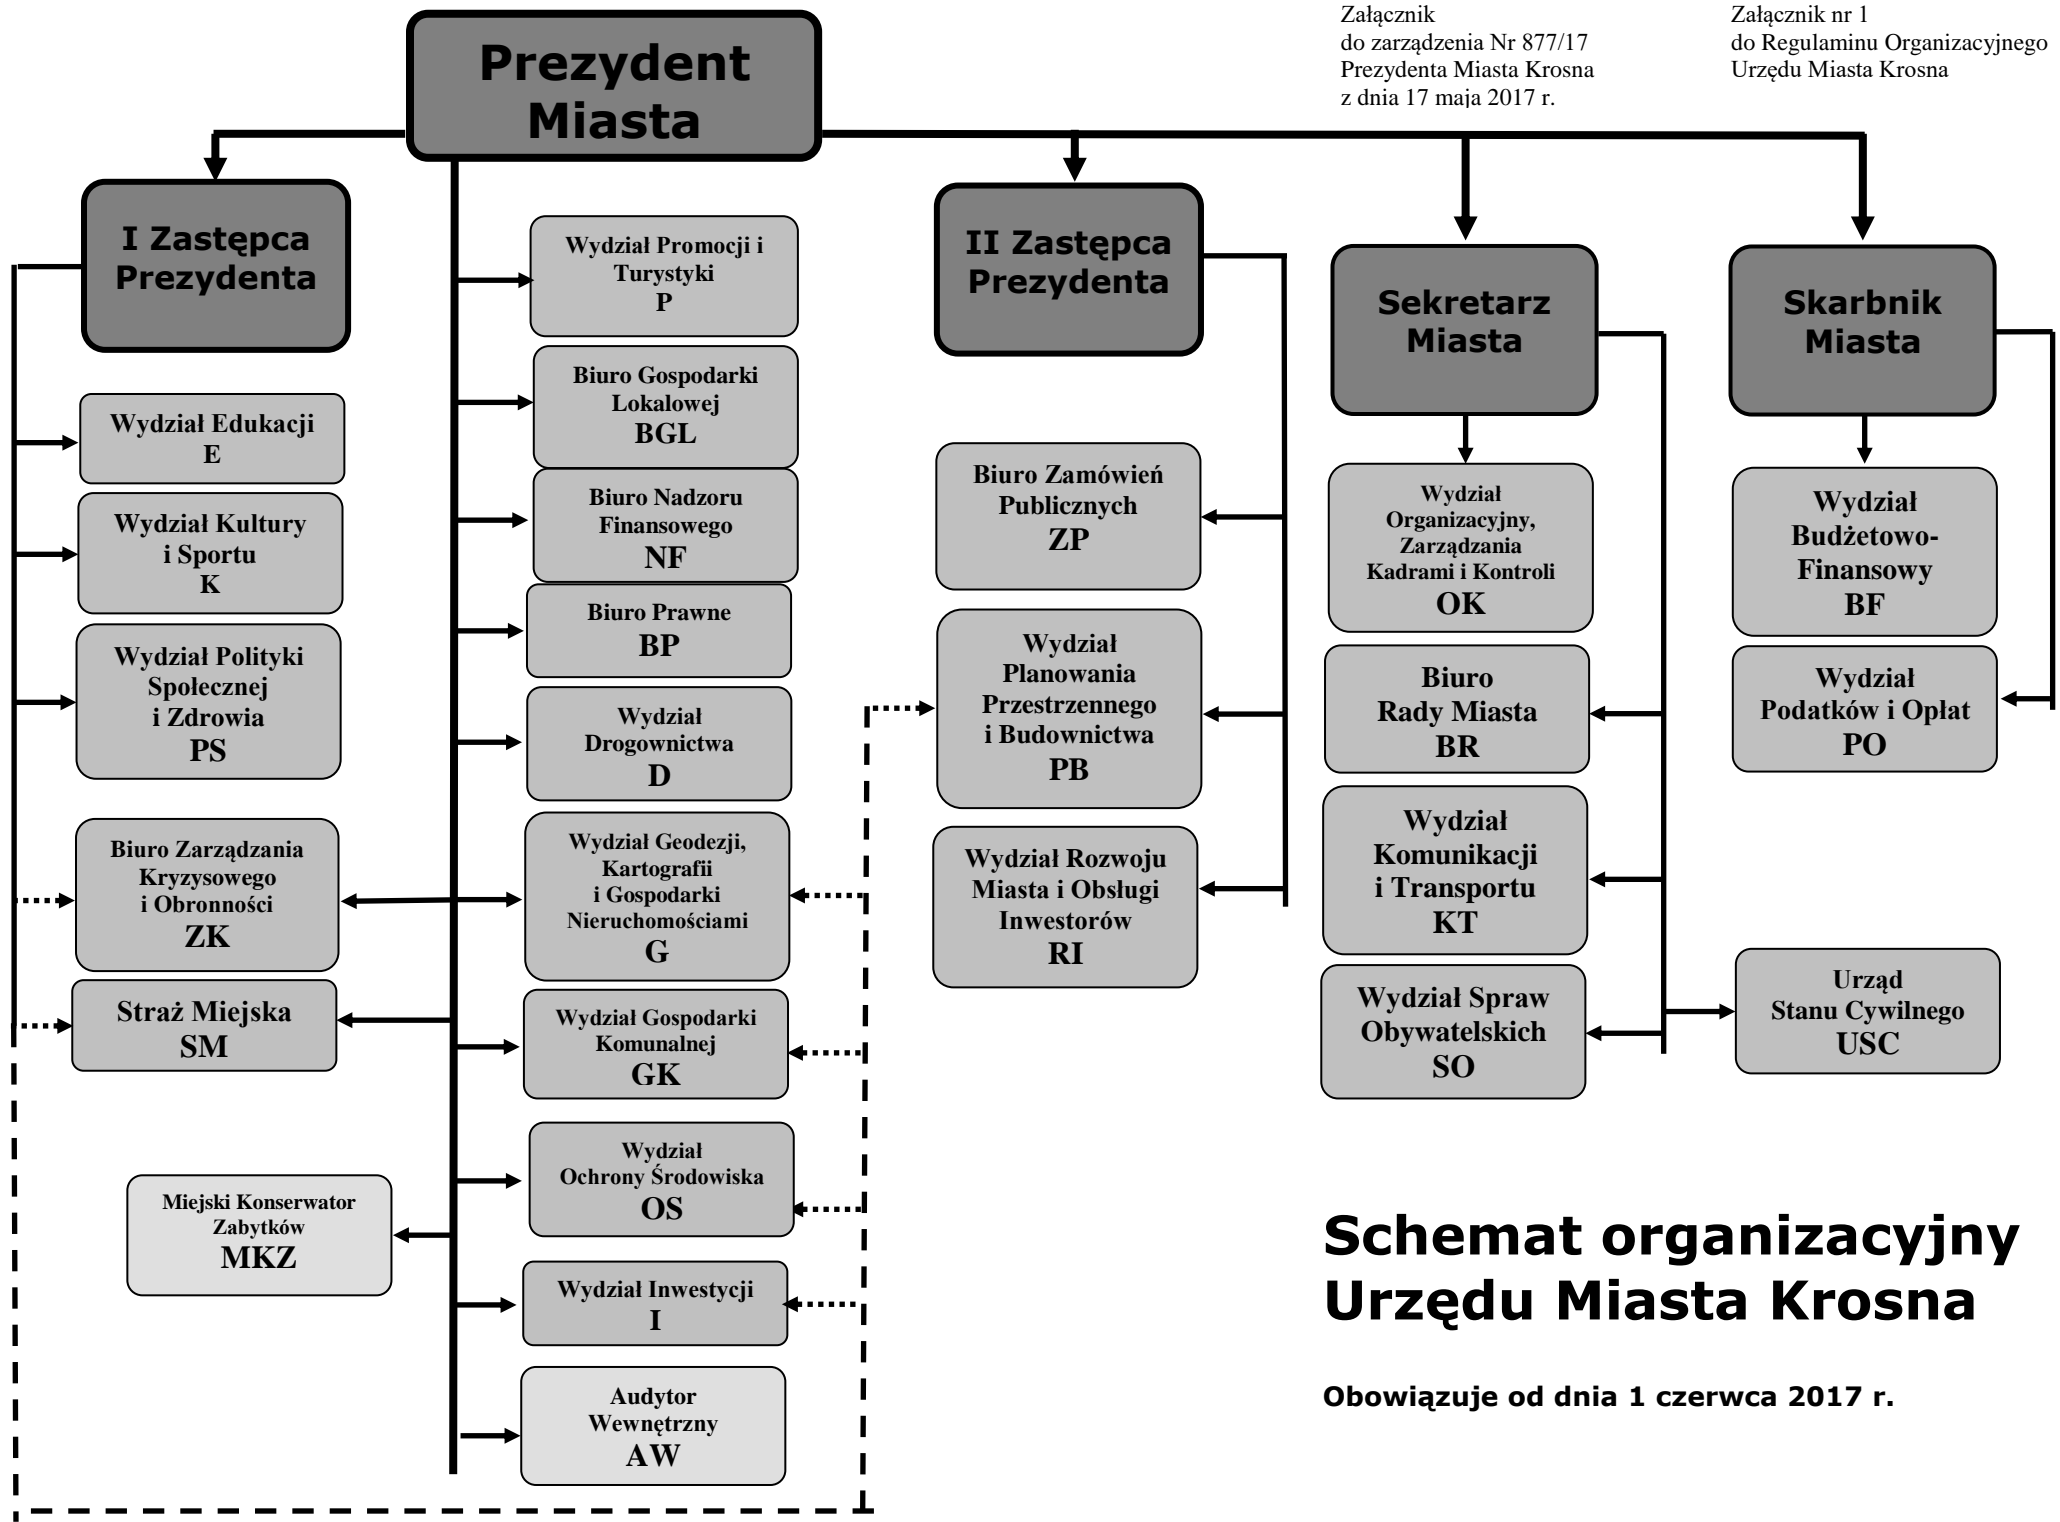 Prezydent
Miasta
Załącznik
do zarządzenia Nr 877/17
Prezydenta Miasta Krosna
z dnia 17 maja 2017 r.
Załącznik nr 1
do Regulaminu Organizacyjnego
Urzędu Miasta Krosna
I Zastępca
Prezydenta
Wydział Edukacji
E
Wydział Kultury
i Sportu
K
Wydział Polityki
Społecznej
i Zdrowia
PS
Biuro Zarządzania
Kryzysowego
i Obronności
ZK
Straż Miejska
SM
Miejski Konserwator
Zabytków
MKZ
Wydział Promocji i
Turystyki
P
Biuro Gospodarki
Lokalowej
BGL
Biuro Nadzoru
Finansowego
NF
Biuro Prawne
BP
Wydział
Drogownictwa
D
Wydział Geodezji,
Kartografii
i Gospodarki
Nieruchomościami
G
Wydział Gospodarki
Komunalnej
GK
Wydział
Ochrony Środowiska
OS
Wydział Inwestycji
I
Audytor
Wewnętrzny
AW
II Zastępca
Prezydenta
Biuro Zamówień
Publicznych
ZP
Wydział
Planowania
Przestrzennego
i Budownictwa
PB
Wydział Rozwoju
Miasta i Obsługi
Inwestorów
RI
Sekretarz
Miasta
Wydział
Organizacyjny,
Zarządzania
Kadrami i Kontroli
OK
Biuro
Rady Miasta
BR
Wydział
Komunikacji
i Transportu
KT
Wydział Spraw
Obywatelskich
SO
Skarbnik
Miasta
Wydział
Budżetowo-
Finansowy
BF
Wydział
Podatków i Opłat
PO
Urząd
Stanu Cywilnego
USC
Schemat organizacyjny
Urzędu Miasta Krosna
Obowiązuje od dnia 1 czerwca 2017 r.